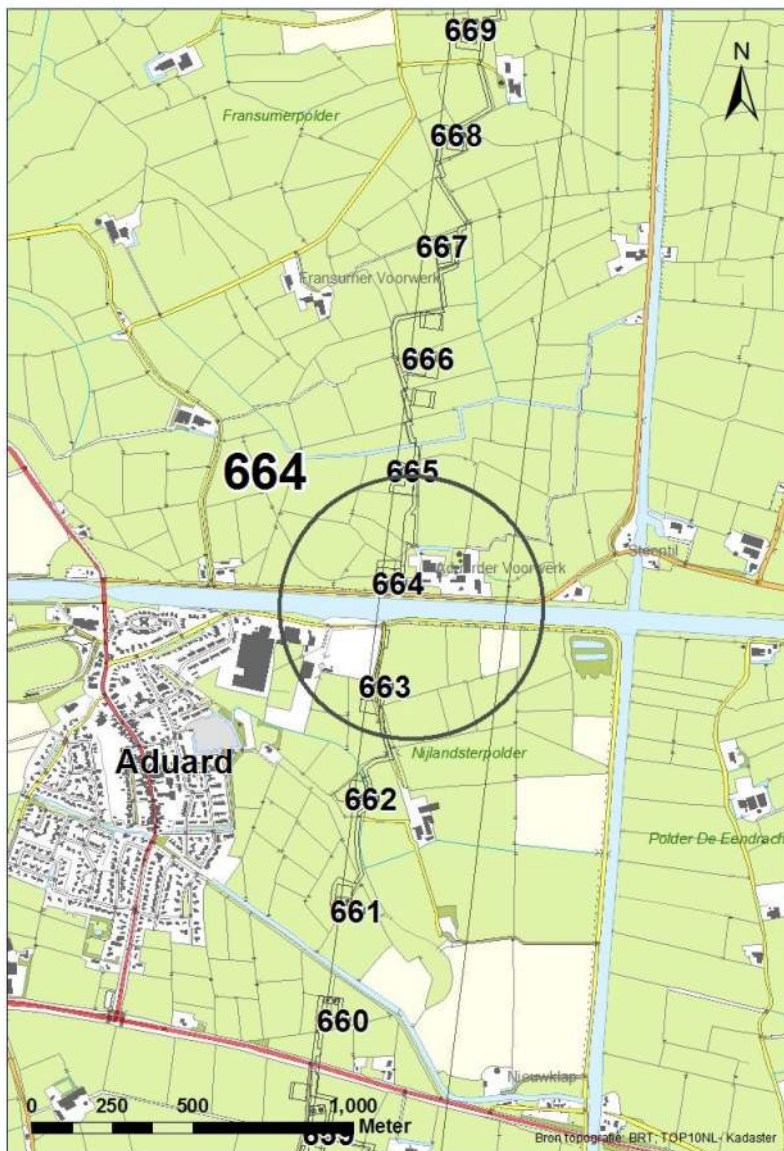 669
N
Fransumerpolder
668
667
Fransumer Voorwerk
666
664
665
Steentil
Aduarder Voorwerk
664
663
Nijlandsterpolder
Aduard
662
Polder De Eendrach
661
660
Nieuwklap
0 250 500 1,000
Meter
659
Bron topografie: BRT; TOP10NL- Kadaster